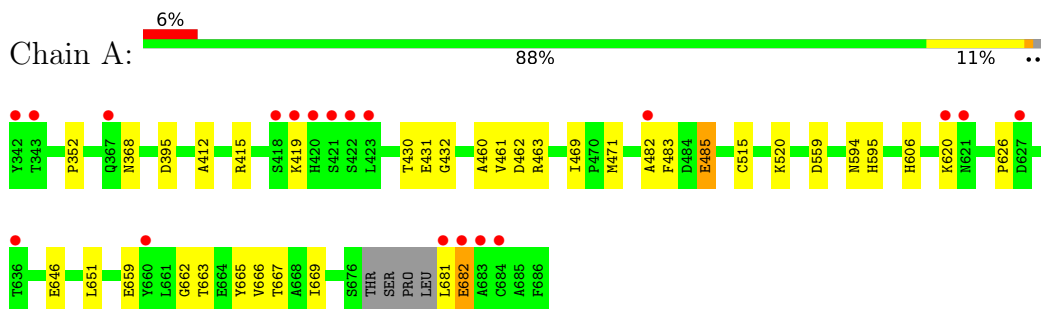 6%
Chain A:
88% 11% ••
Y342 T343 Q367 N368 P352 D395 A412 R415 S418 K419 H420 S421 S422 L423 T430 E431 G432 A460 V461 D462 R463 I469 P470 M471 A482 F483 D484 E485 C515 K520 D559 N594 H595 H606 K620 N621 P626 D627
T636 E646 L651 E659 Y660 L661 G662 T663 E664 Y665 V666 T667 A668 I669 S676 THR SER PRO LEU L681 E682 A683 C684 A685 F686